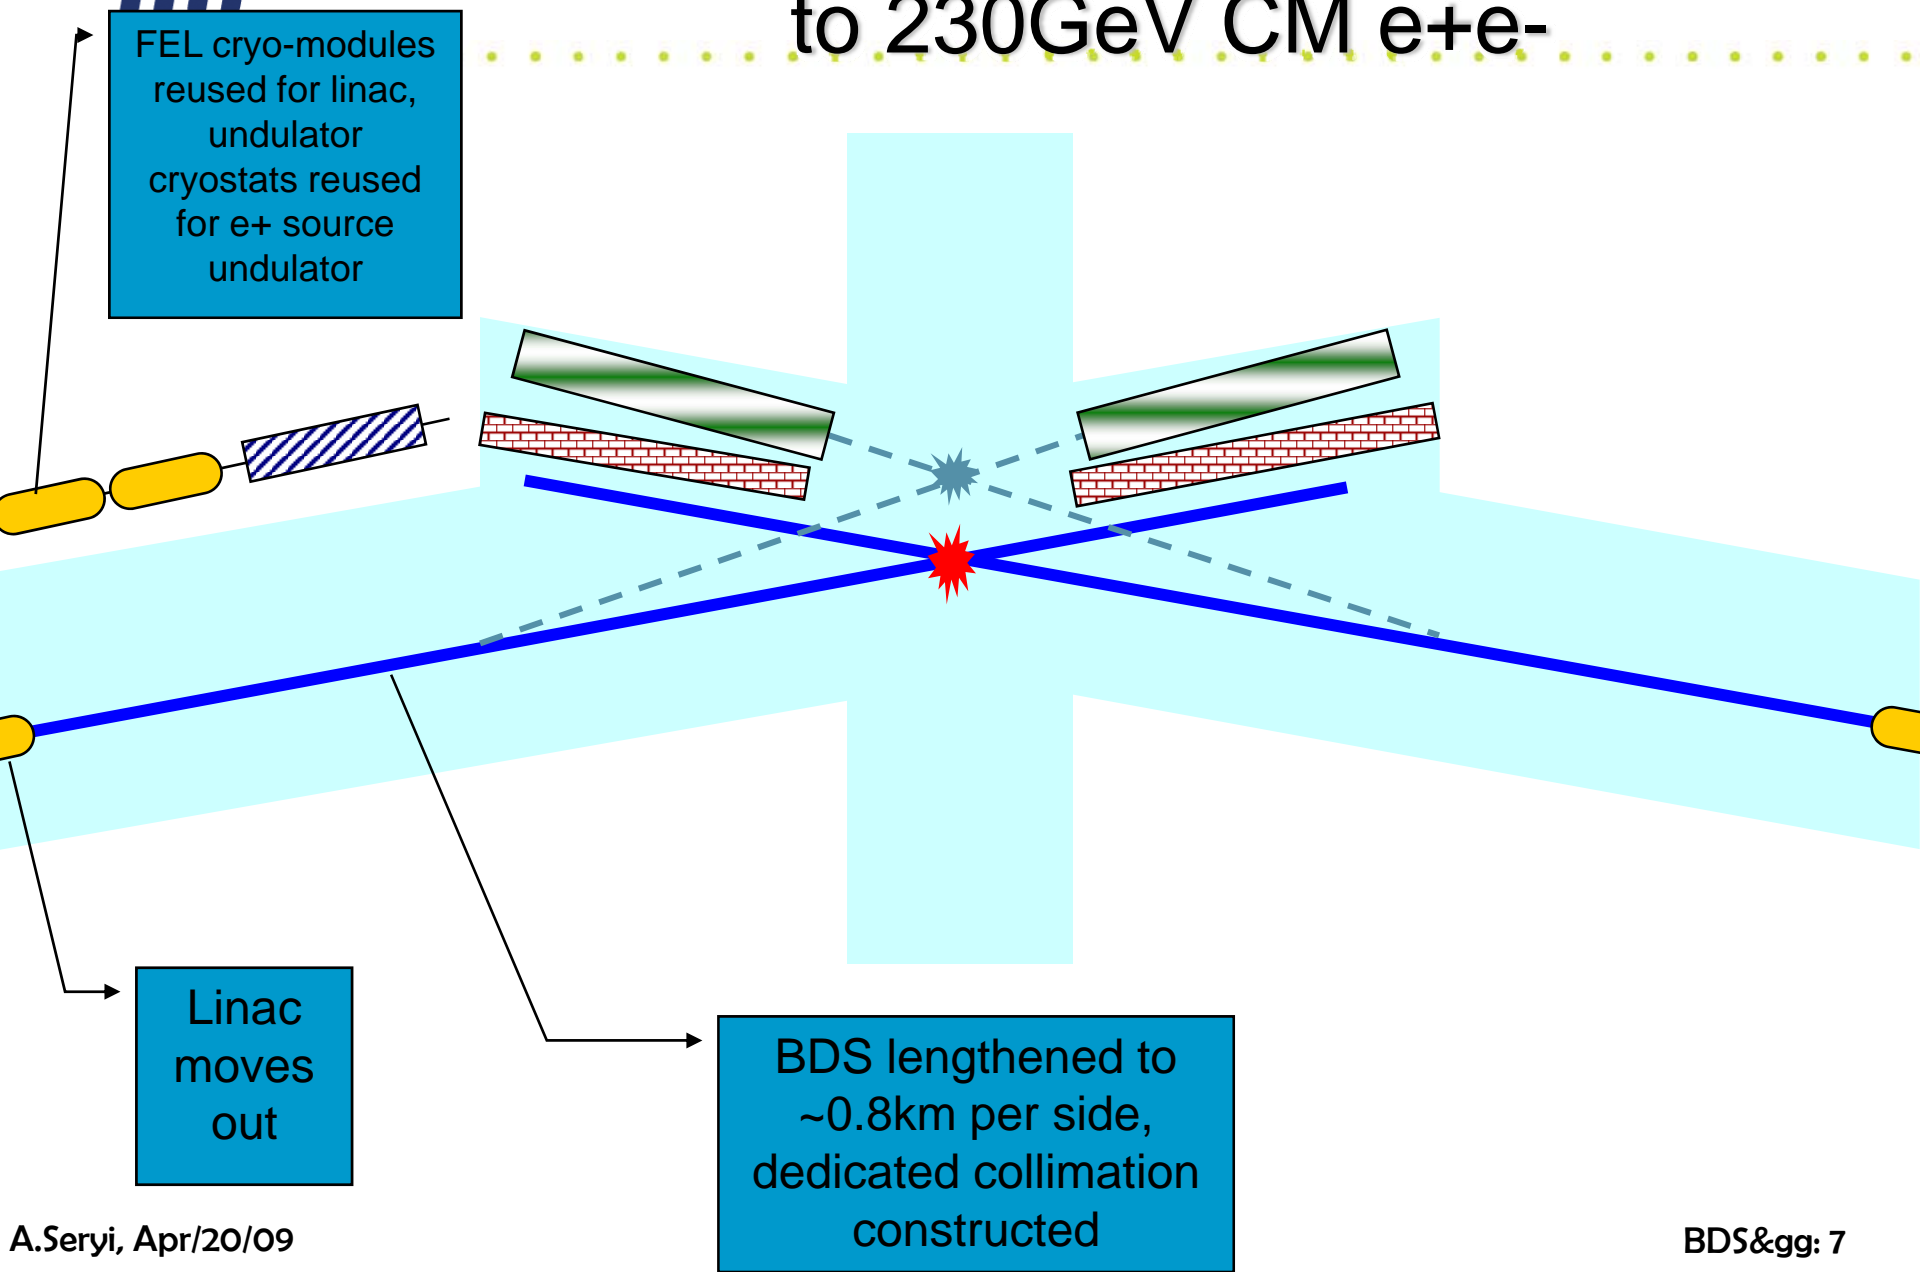 to 230GeV CM e+e-
FEL cryo-modules
reused for linac,
undulator
cryostats reused
for e+ source
undulator
Linac
moves
out
BDS lengthened to
~0.8km per side,
dedicated collimation
constructed
A.Seryi, Apr/20/09
BDS&gg: 7